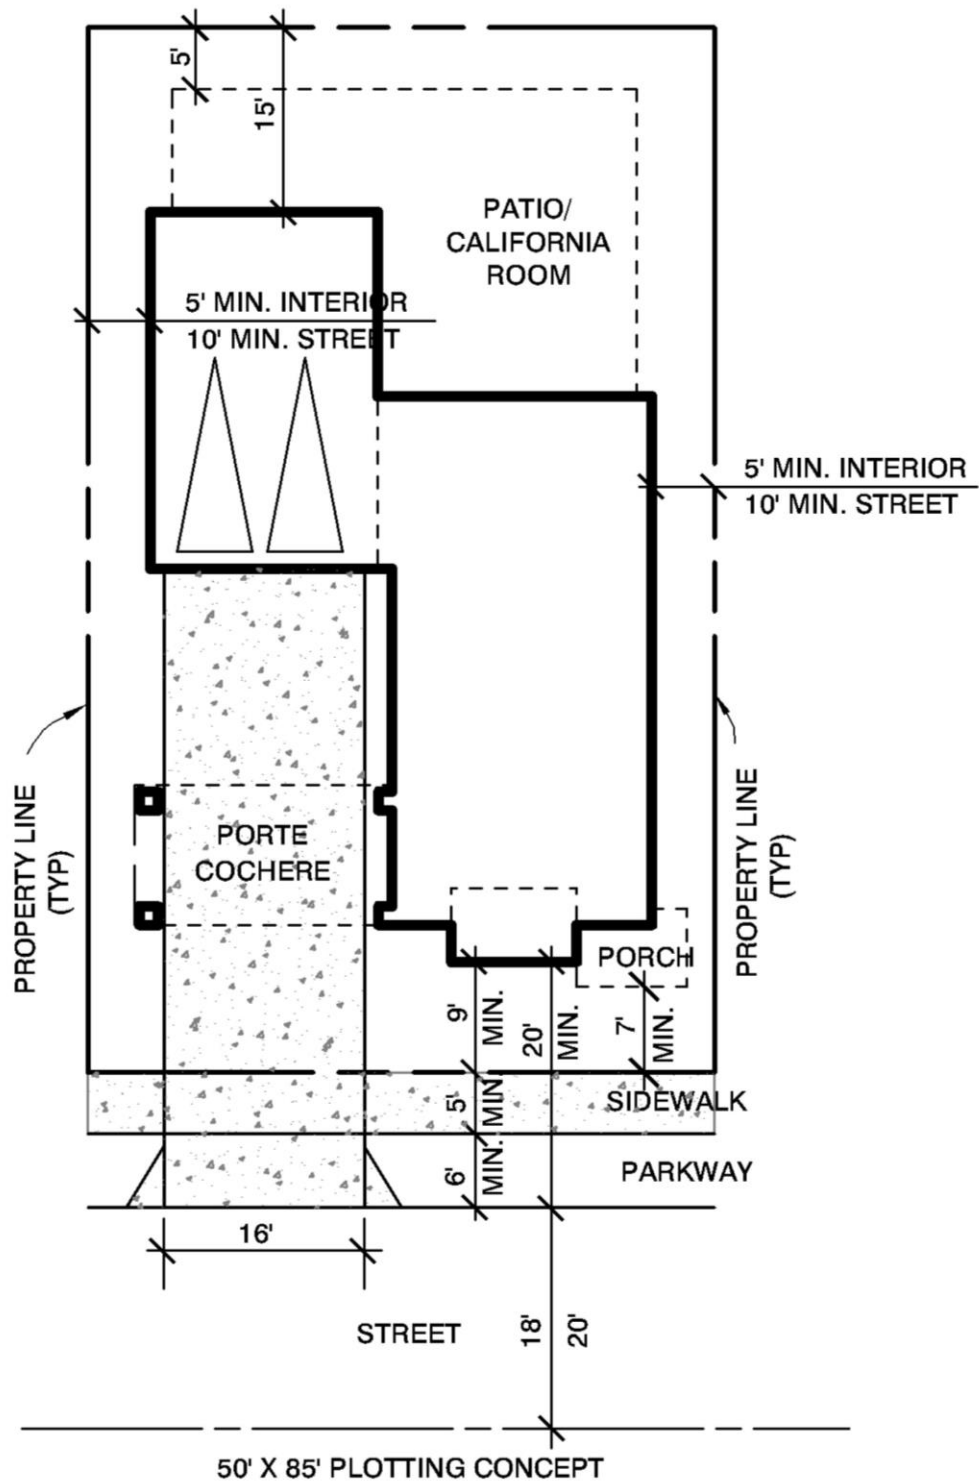 5'
15'
PATIO/
CALIFORNIA
ROOM
5' MIN. INTERIOR
10' MIN. STREET
5' MIN. INTERIOR
10' MIN. STREET
PROPERTY LINE
(TYP)
PORTE
COCHERE
PROPERTY LINE
(TYP)
PORCH
9'
MIN.
20'
MIN.
7'
MIN.
5'
MIN.
SIDEWALK
6'
MIN.
PARKWAY
16'
STREET
18'
20'
50' X 85' PLOTTING CONCEPT